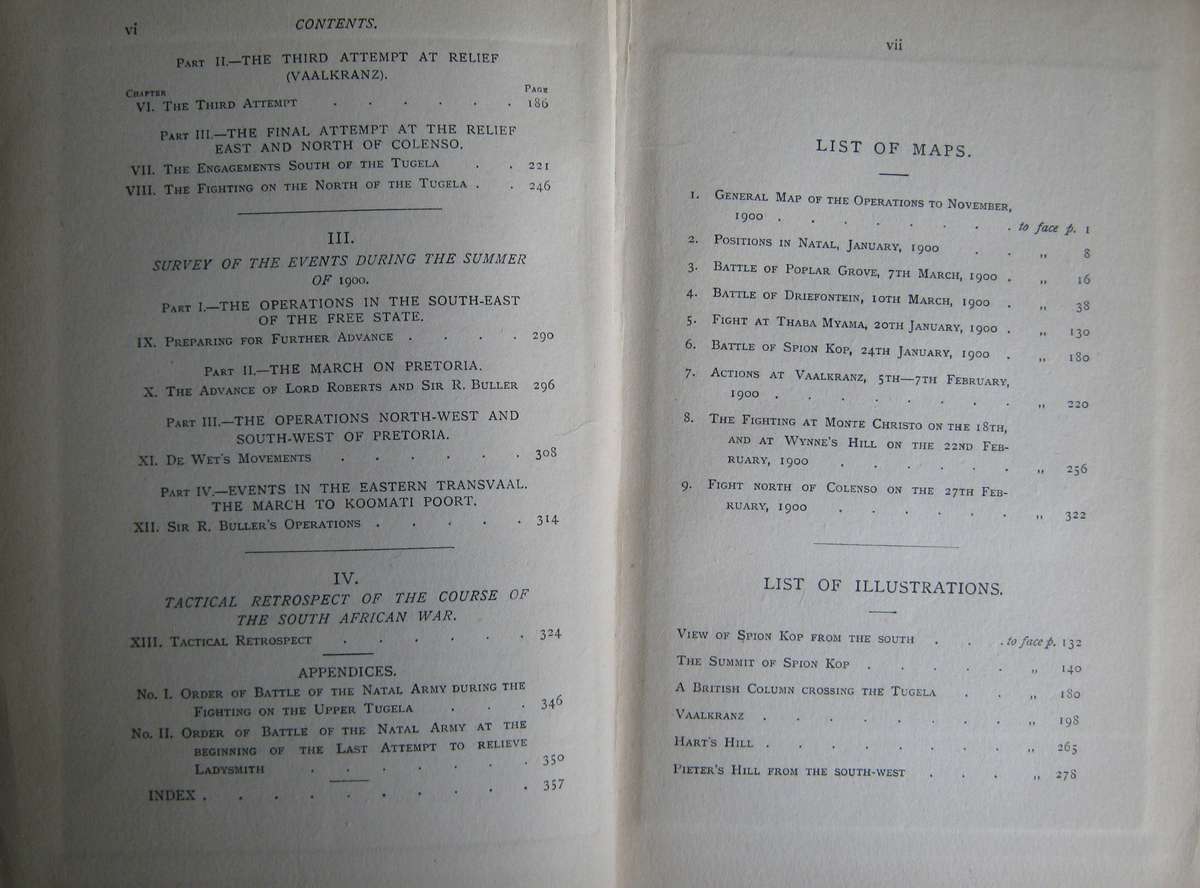 vi CONTENTS.
PART II.—THE THIRD ATTEMPT AT RELIEF
(VAALKRANZ).
CHAPTER PAGE
VI. THE THIRD ATTEMPT . . . . . . 186
PART III.—THE FINAL ATTEMPT AT THE RELIEF
EAST AND NORTH OF COLENSO.
VII. THE ENGAGEMENTS SOUTH OF THE TUGELA . . 221
VIII. THE FIGHTING ON THE NORTH OF THE TUGELA . . 246
III.
SURVEY OF THE EVENTS DURING THE SUMMER
OF 1900.
PART I.—THE OPERATIONS IN THE SOUTH-EAST
OF THE FREE STATE.
IX. PREPARING FOR FURTHER ADVANCE . . . . 290
PART II.—THE MARCH ON PRETORIA.
X. THE ADVANCE OF LORD ROBERTS AND SIR R. BULLER 296
PART III.—THE OPERATIONS NORTH-WEST AND
SOUTH-WEST OF PRETORIA.
XI. DE WET'S MOVEMENTS . . . . . . 308
PART IV.—EVENTS IN THE EASTERN TRANSVAAL.
THE MARCH TO KOOMATI POORT.
XII. SIR R. BULLER'S OPERATIONS . . . . . 314
IV.
TACTICAL RETROSPECT OF THE COURSE OF
THE SOUTH AFRICAN WAR.
XIII. TACTICAL RETROSPECT . . . . . . 324
APPENDICES.
No. I. ORDER OF BATTLE OF THE NATAL ARMY DURING THE
FIGHTING ON THE UPPER TUGELA . . . 346
No. II. ORDER OF BATTLE OF THE NATAL ARMY AT THE
BEGINNING OF THE LAST ATTEMPT TO RELIEVE
LADYSMITH . . . . . . . 350
INDEX . . . . . . . . . . 357
vii
LIST OF MAPS.
1. GENERAL MAP OF THE OPERATIONS TO NOVEMBER,
1900 . . . . . . . . to face p. 1
2. POSITIONS IN NATAL, JANUARY, 1900 . . „ 8
3. BATTLE OF POPLAR GROVE, 7TH MARCH, 1900 . „ 16
4. BATTLE OF DRIEFONTEIN, 10TH MARCH, 1900 . „ 38
5. FIGHT AT THABA MYAMA, 20TH JANUARY, 1900 . „ 130
6. BATTLE OF SPION KOP, 24TH JANUARY, 1900 . „ 180
7. ACTIONS AT VAALKRANZ, 5TH—7TH FEBRUARY,
1900 . . . . . . . . „ 220
8. THE FIGHTING AT MONTE CHRISTO ON THE 18TH,
AND AT WYNNE'S HILL ON THE 22ND FEB-
RUARY, 1900 . . . . . . „ 256
9. FIGHT NORTH OF COLENSO ON THE 27TH FEB-
RUARY, 1900 . . . . . . „ 322
LIST OF ILLUSTRATIONS.
VIEW OF SPION KOP FROM THE SOUTH . . . to face p. 132
THE SUMMIT OF SPION KOP . . . . . „ 140
A BRITISH COLUMN CROSSING THE TUGELA . . „ 180
VAALKRANZ . . . . . . . . „ 198
HART'S HILL . . . . . . . . „ 265
PIETER'S HILL FROM THE SOUTH-WEST . . . „ 278